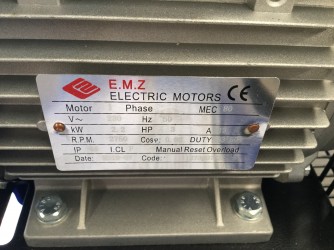 E.M.Z
ELECTRIC MOTORS CE
Motor Phase MEC
V~ Hz
kW HP A
R.P.M. Cosφ DUTY
IP I.CL Manual Reset Overload
Date: Code: